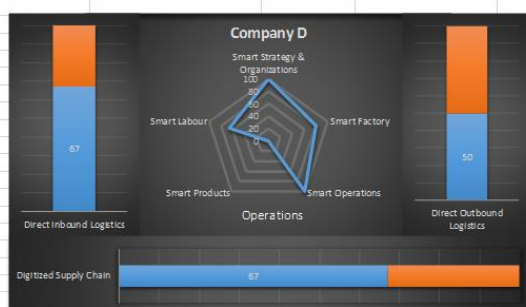 Company D
Smart Strategy &
Organizations
100
80
60
40
20
0
Smart Labour
Smart Factory
Smart Products
Smart Operations
Operations
67
Direct Inbound Logistics
50
Direct Outbound
Logistics
Digitized Supply Chain
67